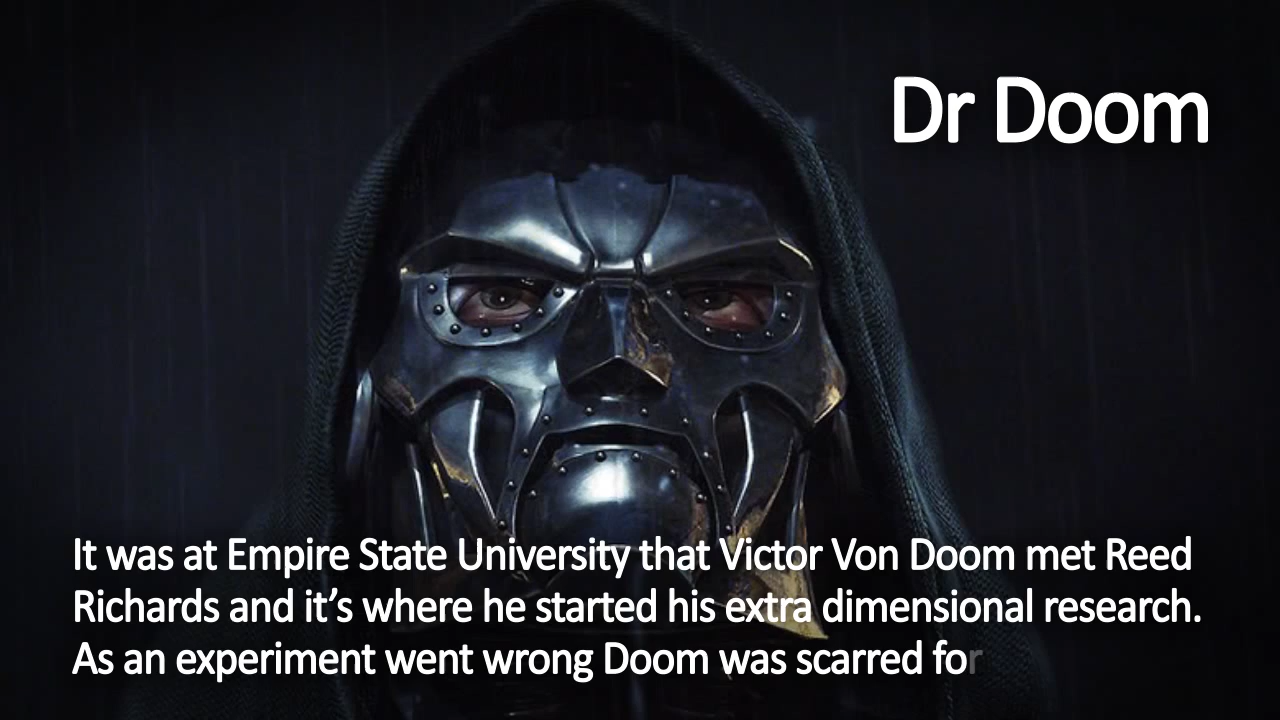 Dr Doom
It was at Empire State University that Victor Von Doom met Reed
Richards and it’s where he started his extra dimensional research.
As an experiment went wrong Doom was scarred for